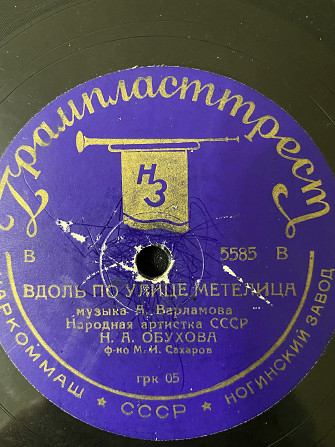 Грампласттрест
НЗ
В 5585 В
ВДОЛЬ ПО УЛИЦЕ МЕТЕЛИЦА
музыка А. Варламова
Народная артистка СССР
Н. А. ОБУХОВА
ф-но М. И. Сахаров
грк 05
НАРКОММАШ ★ СССР ★ НОГИНСКИЙ ЗАВОД